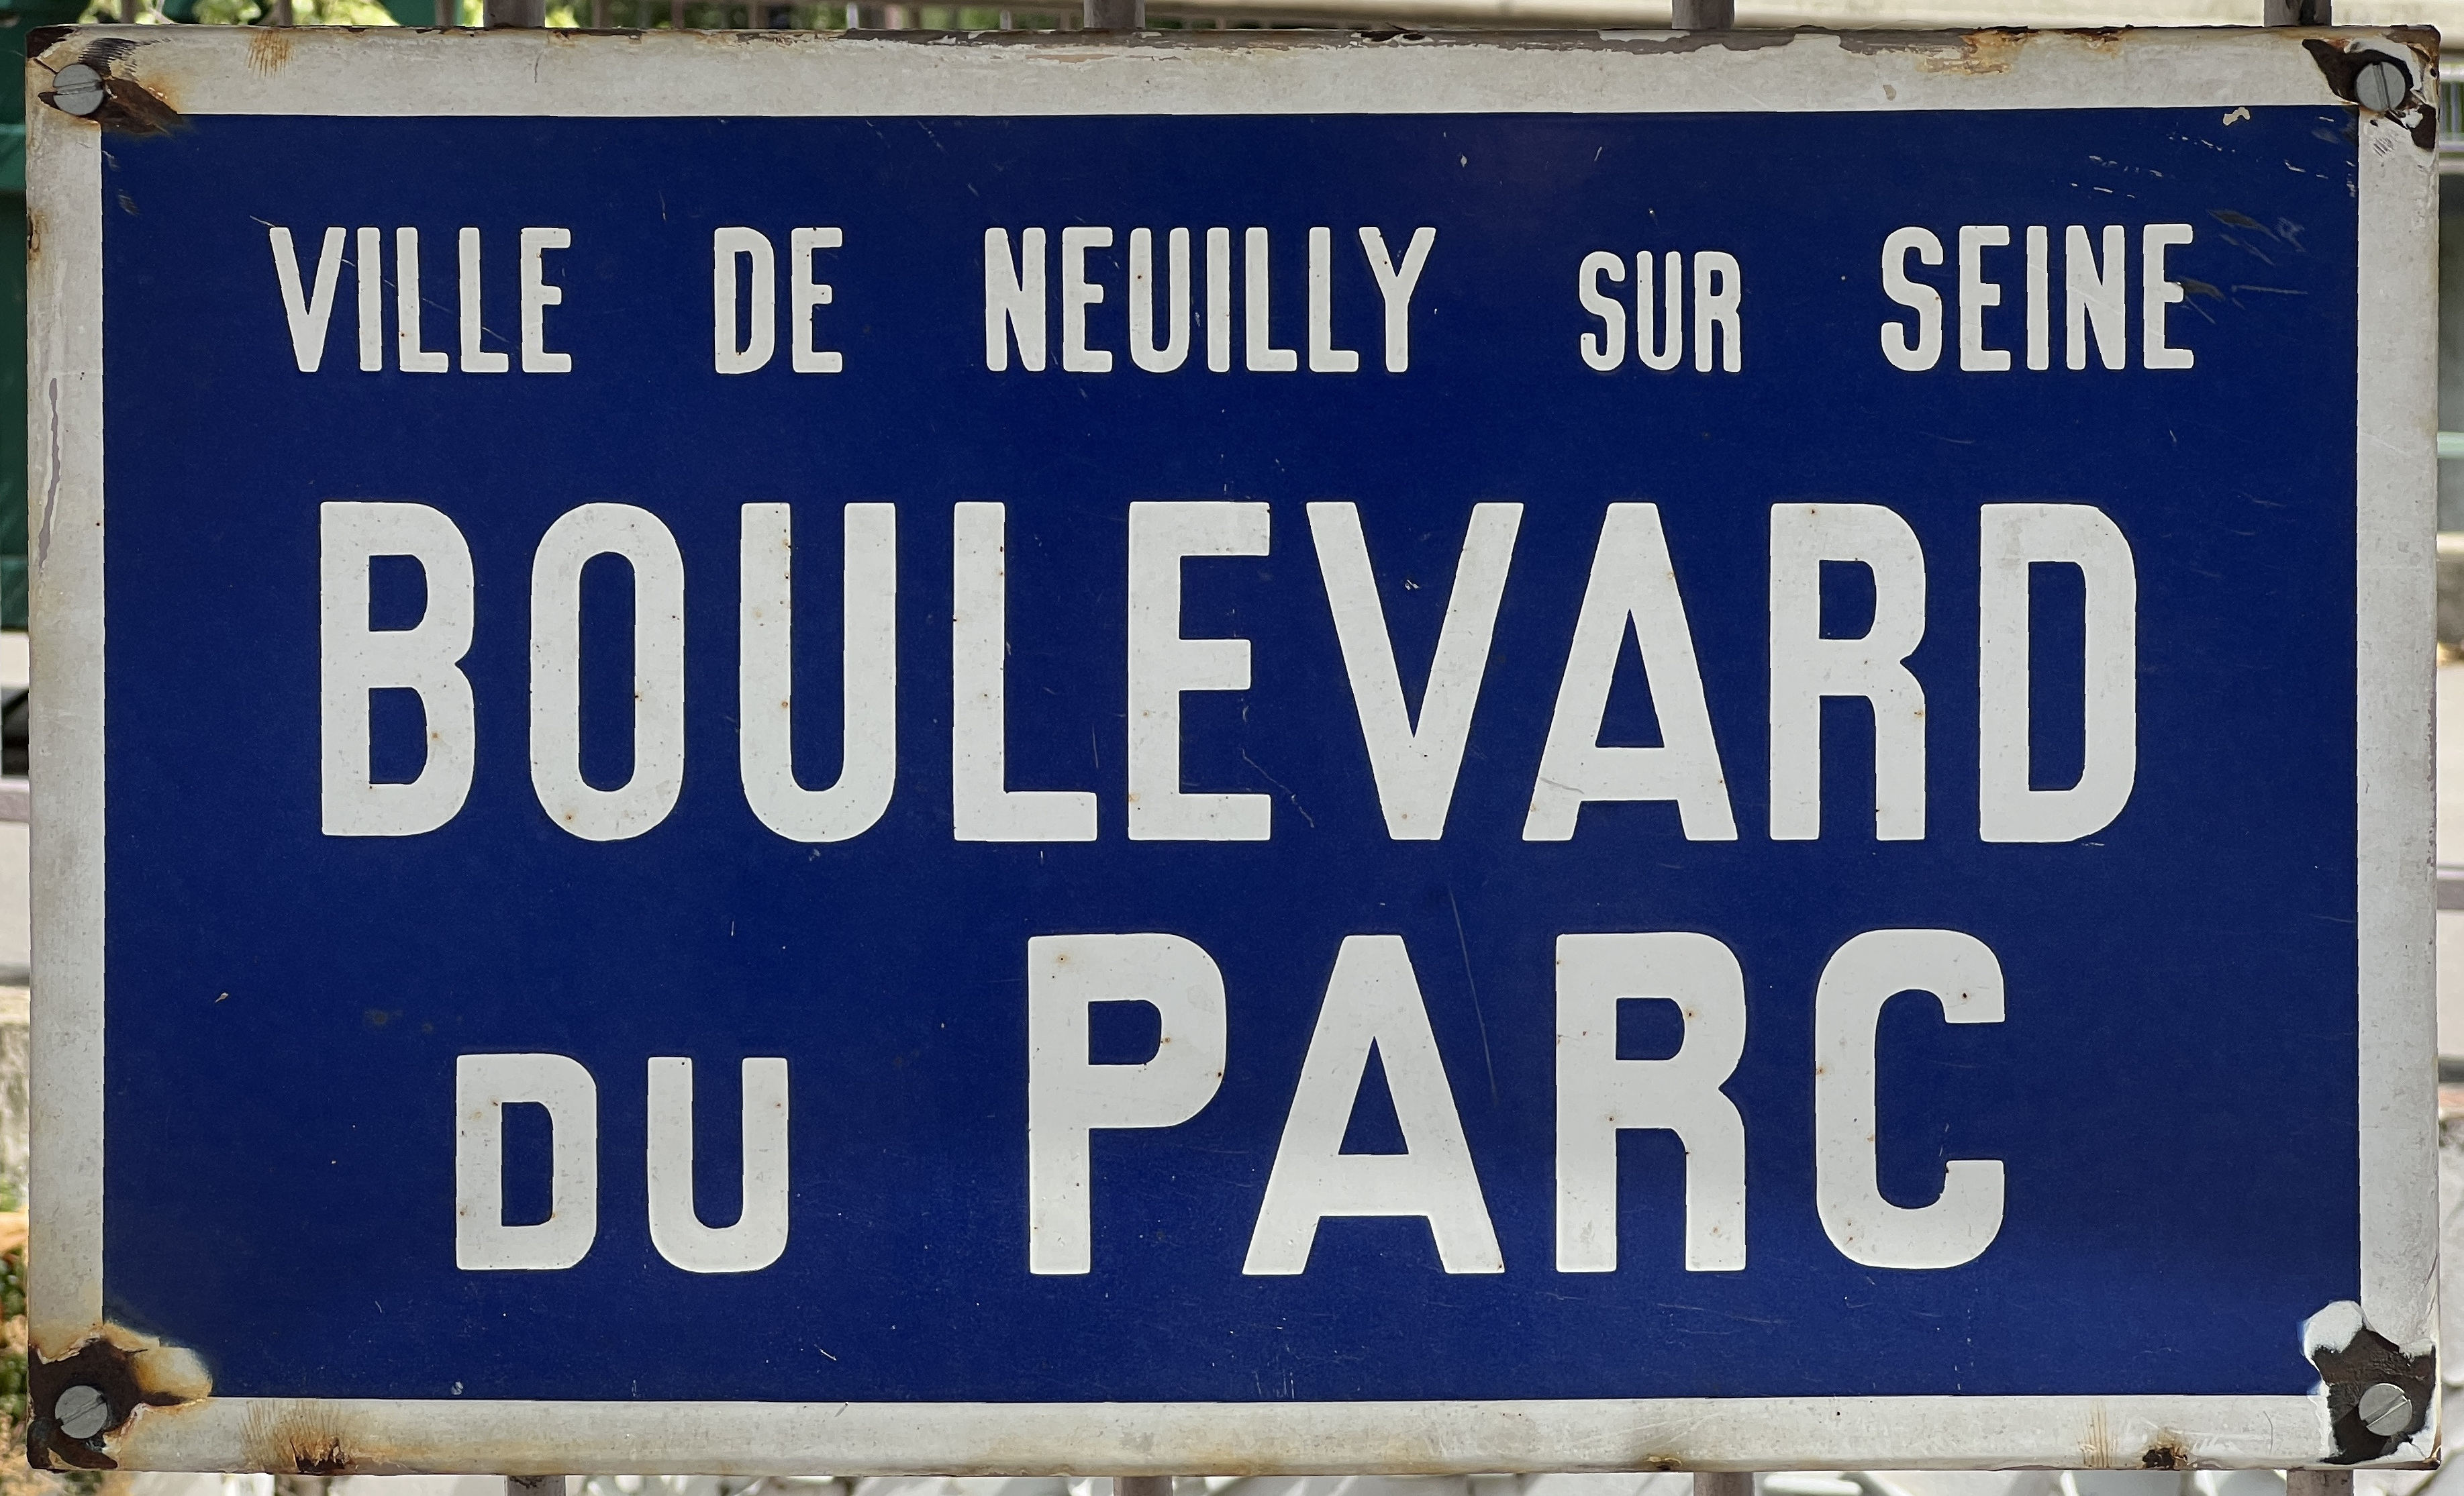 VILLE DE NEUILLY SUR SEINE
BOULEVARD
DU PARC